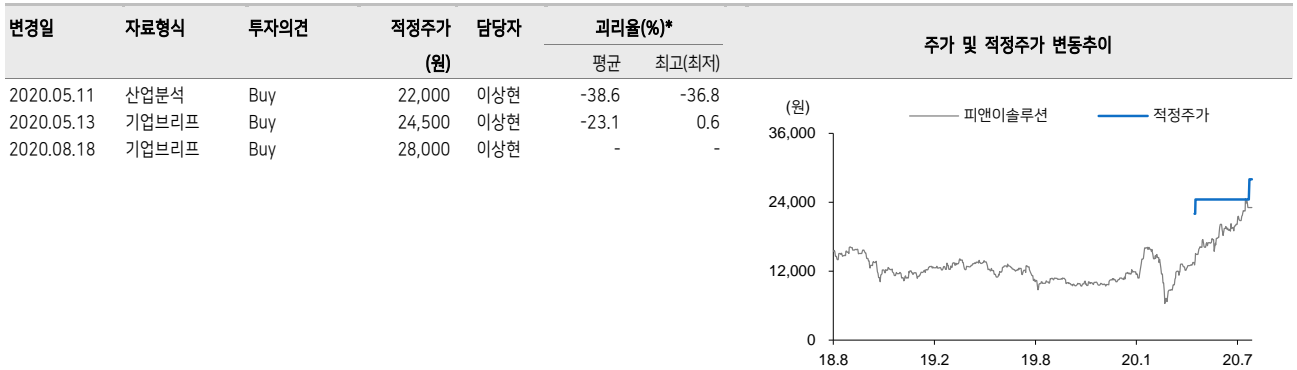 변경일 자료형식 투자의견 적정주가 담당자 괴리율(%)*
(원) 평균 최고(최저)
2020.05.11 산업분석 Buy 22,000 이상현 -38.6 -36.8
2020.05.13 기업브리프 Buy 24,500 이상현 -23.1 0.6
2020.08.18 기업브리프 Buy 28,000 이상현 - -
주가 및 적정주가 변동추이
(원)
피앤이솔루션 적정주가
36,000
24,000
12,000
0
18.8 19.2 19.8 20.1 20.7